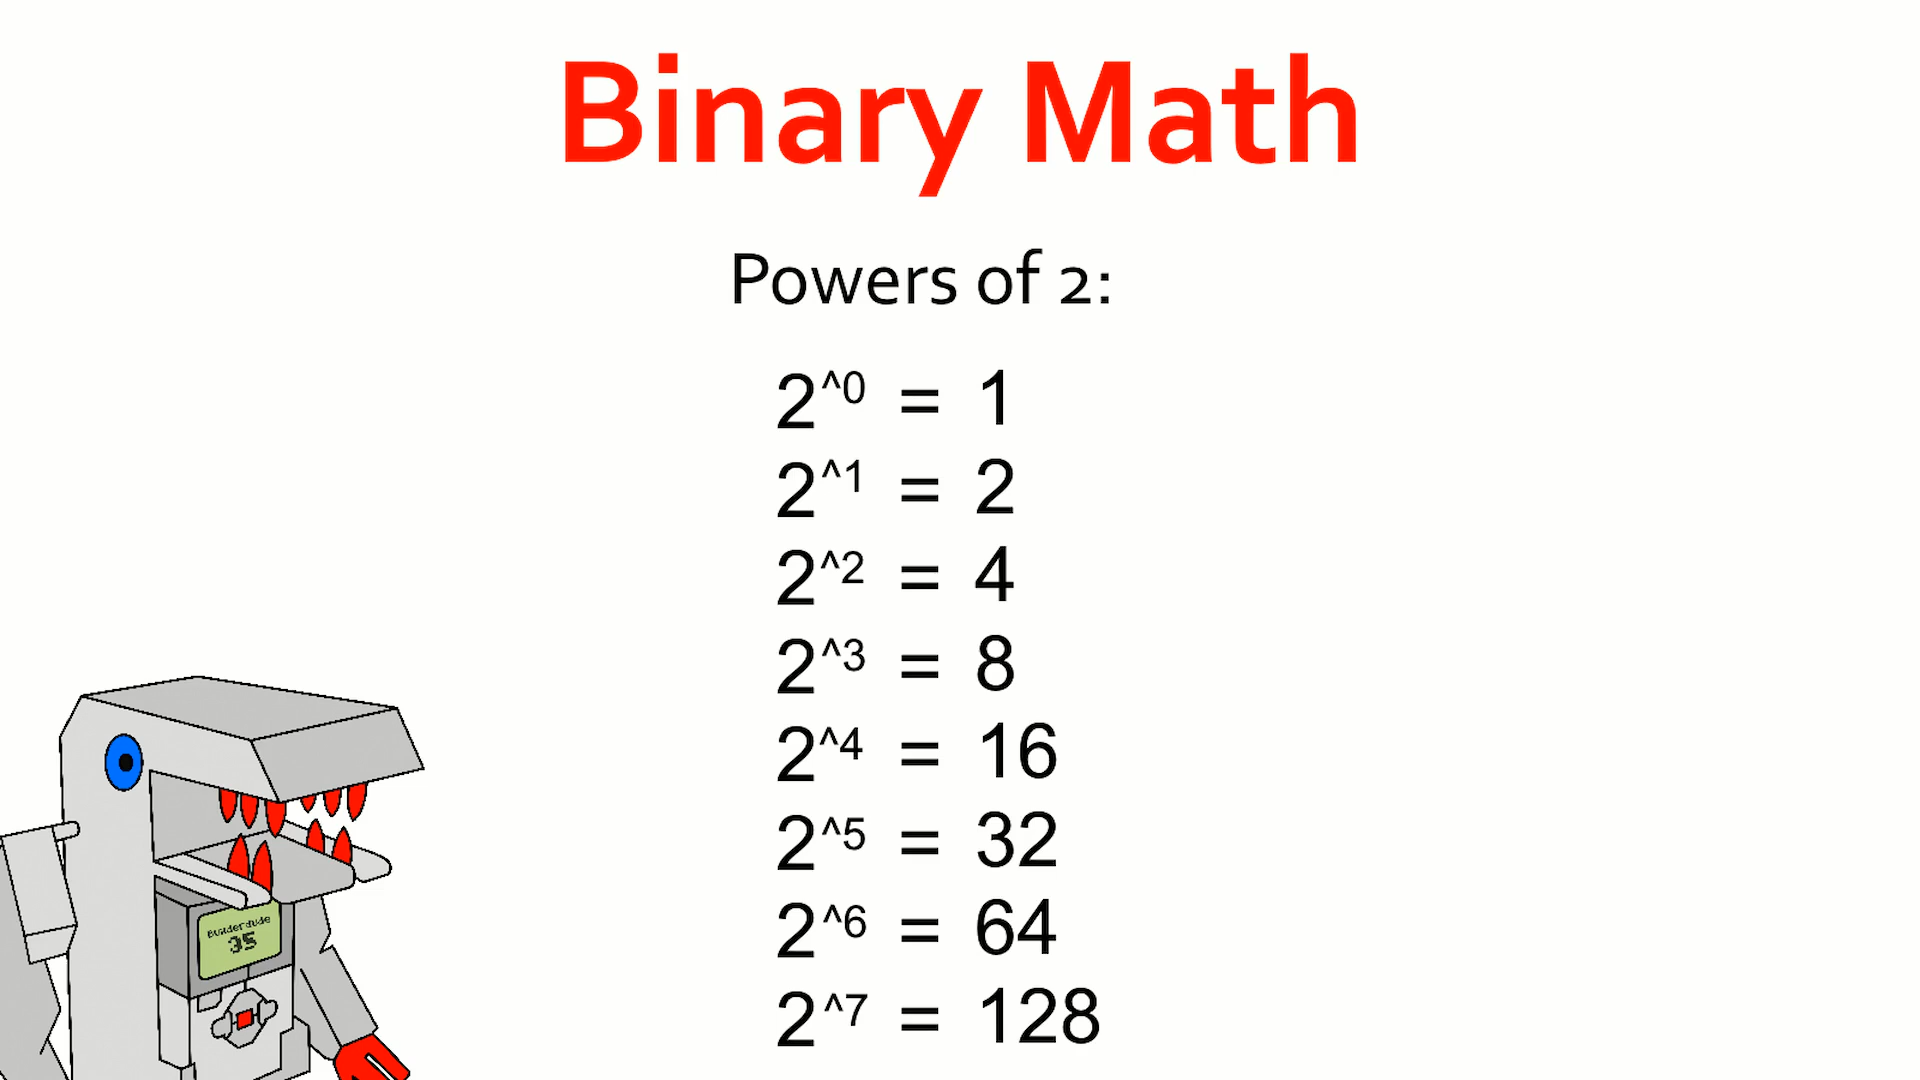 Binary Math
Powers of 2:
2^0 = 1
2^1 = 2
2^2 = 4
2^3 = 8
2^4 = 16
2^5 = 32
2^6 = 64
2^7 = 128
Builderdude
35